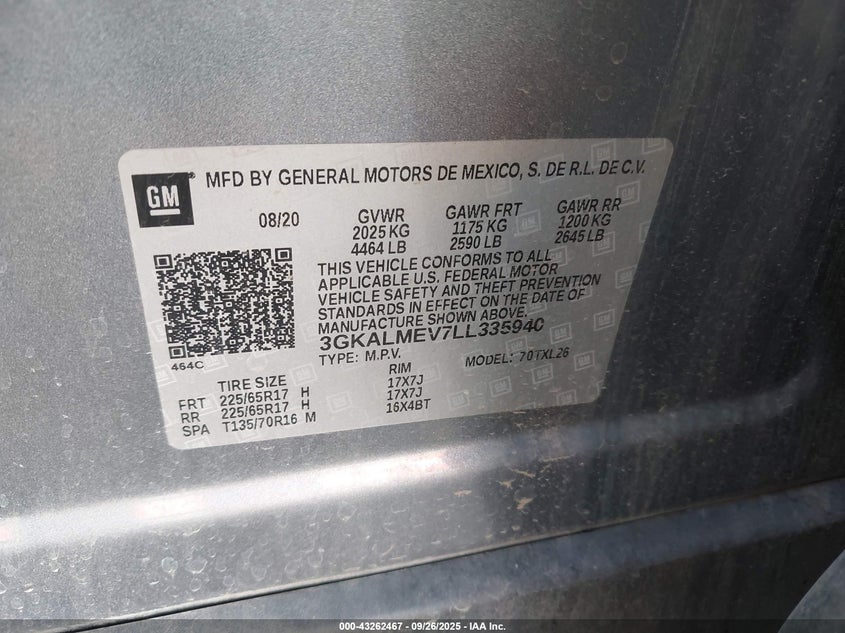 GM
MFD BY GENERAL MOTORS DE MEXICO, S. DE R.L. DE C.V.
08/20 GVWR GAWR FRT GAWR RR
2025 KG 1175 KG 1200 KG
4464 LB 2590 LB 2645 LB
THIS VEHICLE CONFORMS TO ALL
APPLICABLE U.S. FEDERAL MOTOR
VEHICLE SAFETY AND THEFT PREVENTION
STANDARDS IN EFFECT ON THE DATE OF
MANUFACTURE SHOWN ABOVE.
3GKALMEV7LL335940
464C
TYPE: M.P.V. MODEL: 70TXL26
TIRE SIZE RIM
FRT 225/65R17 H 17X7J
RR 225/65R17 H 17X7J
SPA T135/70R16 M 16X4BT
000-43262467 - 09/26/2025 - IAA Inc.